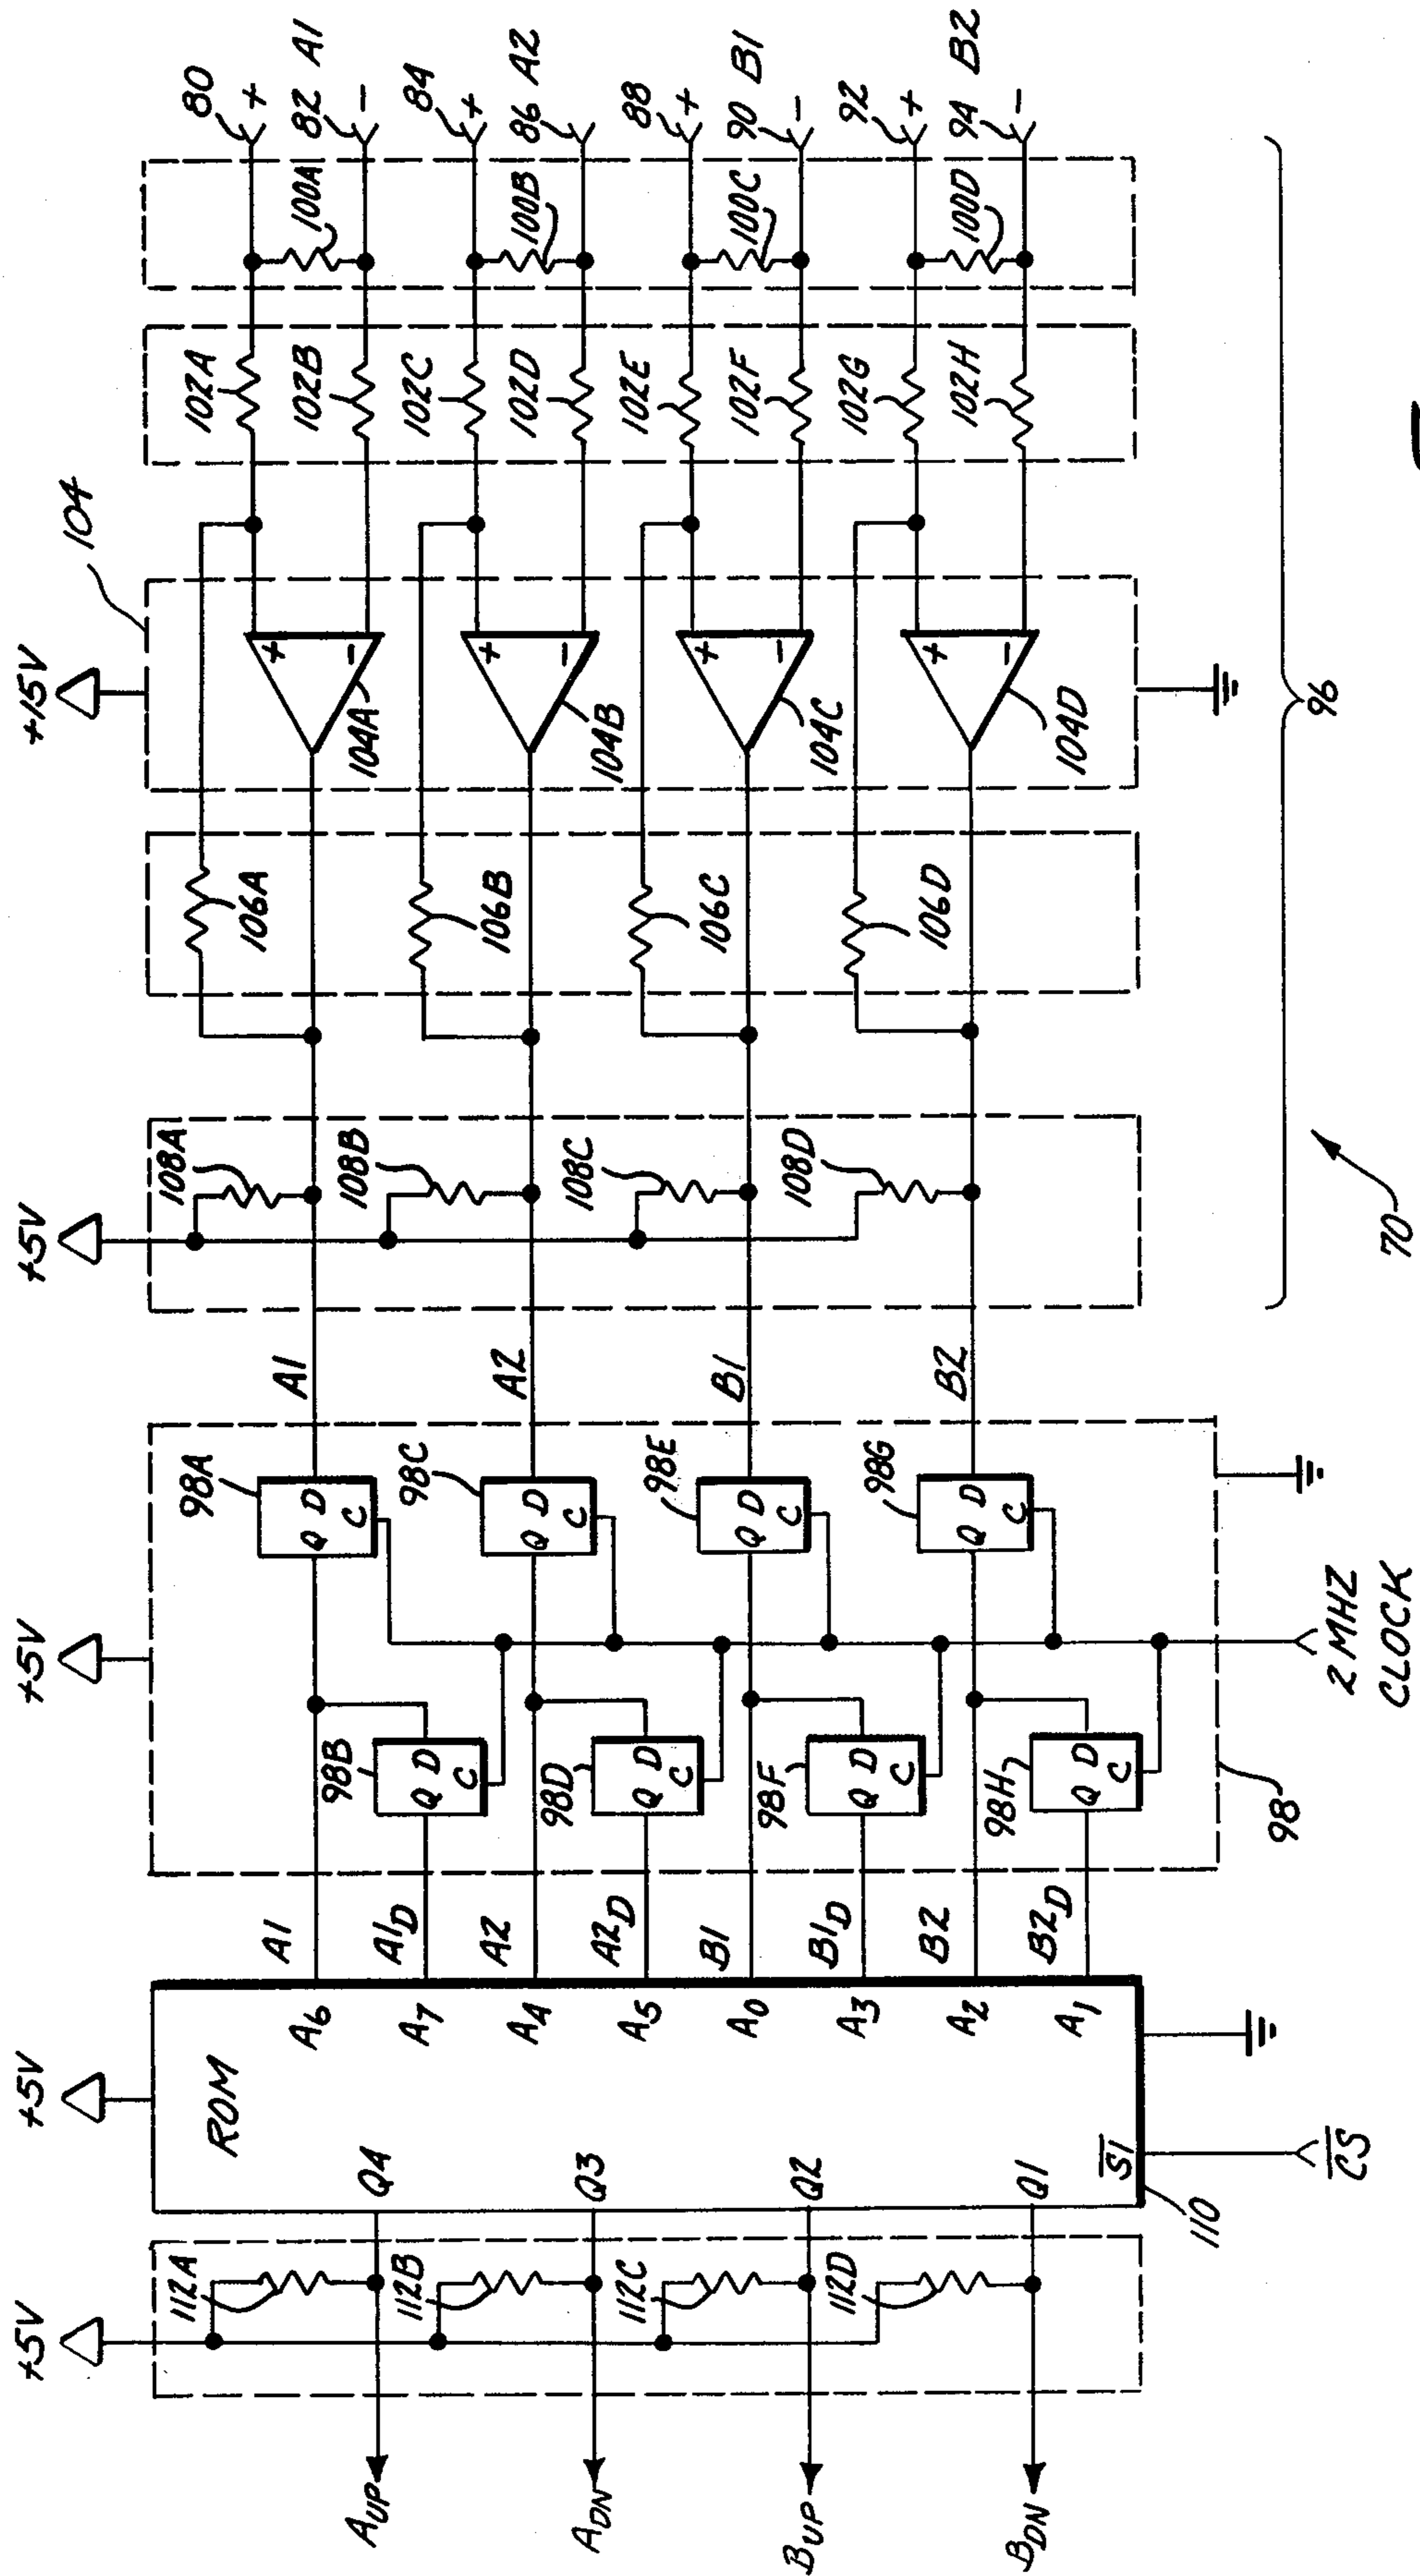 80
+
82
A1
-
84
+
86
A2
88
+
90
B1
-
92
+
94
B2
-
100A
100B
100C
100D
102A
102B
102C
102D
102E
102F
102G
102H
104
+15V
+
-
104A
+
-
104B
+
-
104C
+
-
104D
96
106A
106B
106C
106D
+5V
108A
108B
108C
108D
70
A1
A2
B1
B2
+5V
98A
Q D
C
98C
Q D
C
98E
Q D
C
98G
Q D
C
98B
Q D
C
98D
Q D
C
98F
Q D
C
98H
Q D
C
2 MHZ
CLOCK
98
A1
A1D
A2
A2D
B1
B1D
B2
B2D
+5V
ROM
A6
A7
A4
A5
A0
A3
A2
A1
Q4
Q3
Q2
Q1
S1
CS
110
+5V
112A
112B
112C
112D
AUP
ADN
BUP
BDN